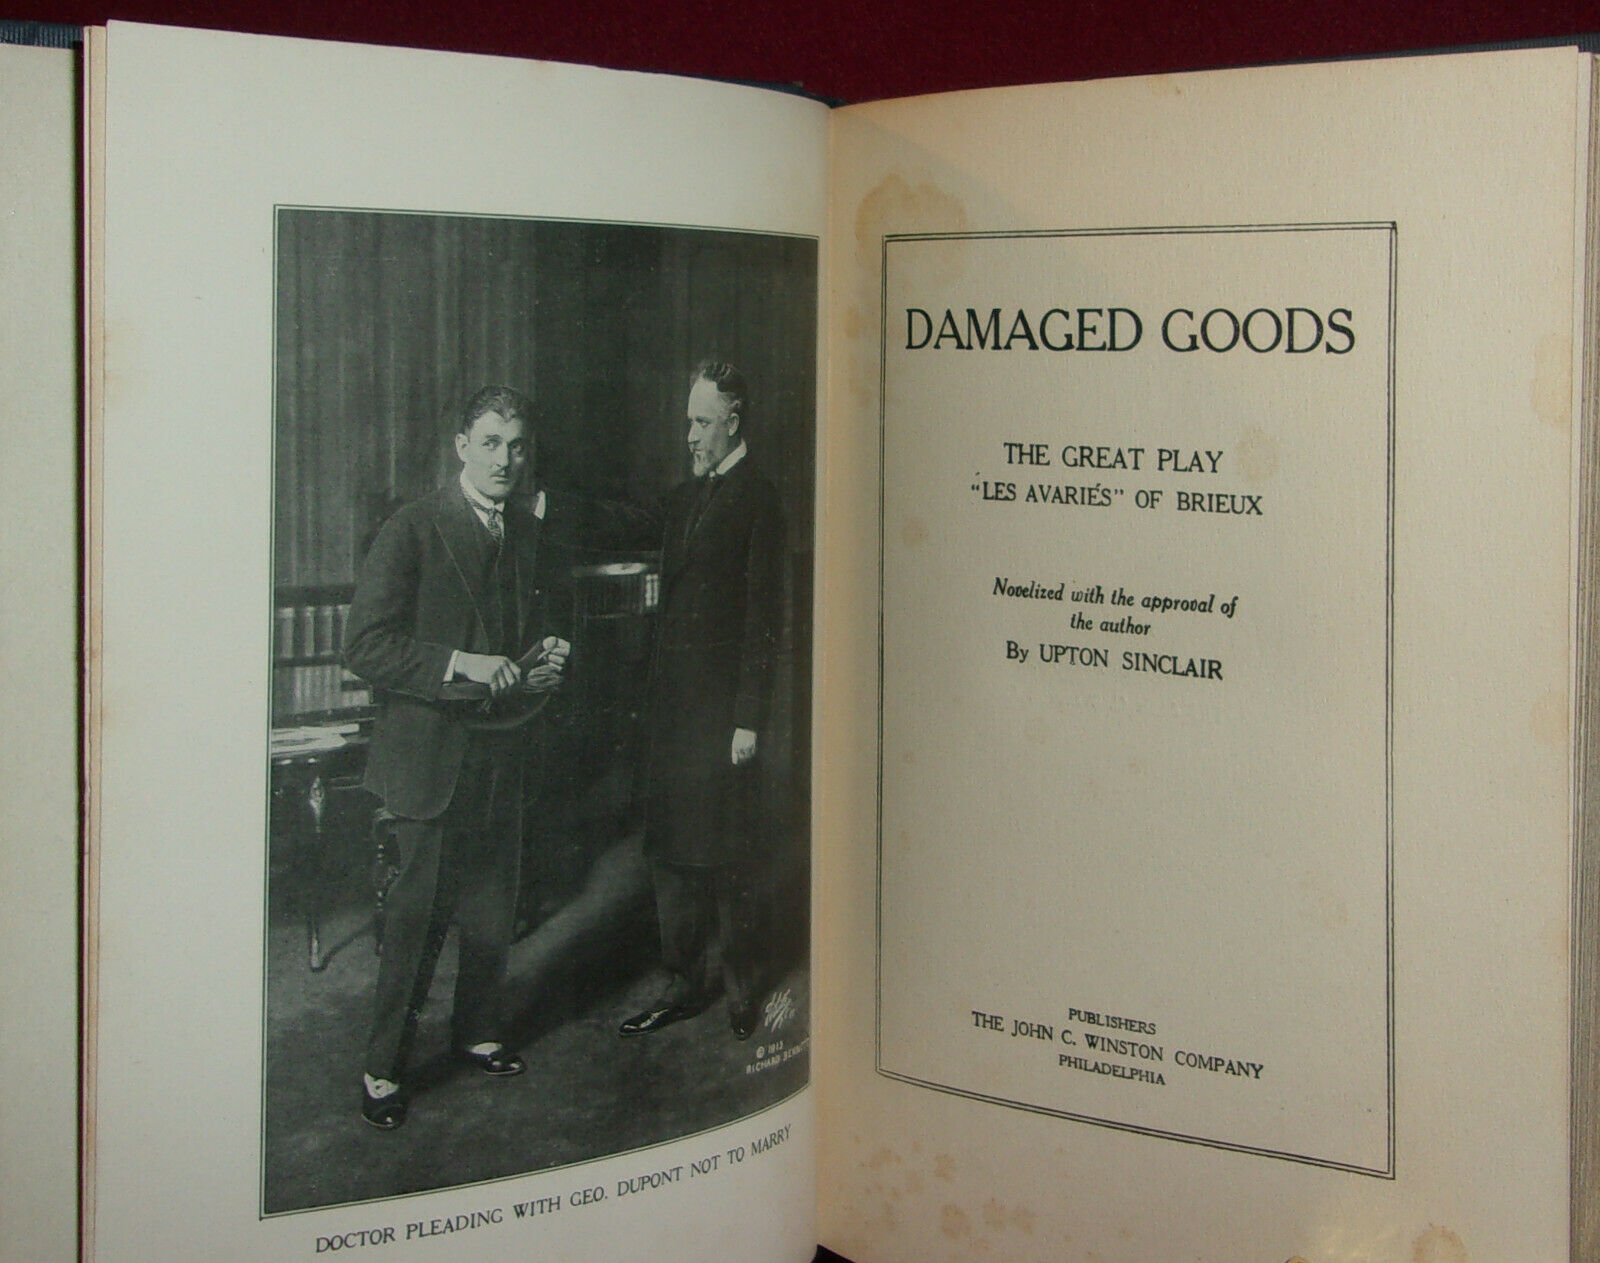 © 1913
RICHARD BENNETT
DOCTOR PLEADING WITH GEO. DUPONT NOT TO MARRY
DAMAGED GOODS
THE GREAT PLAY
"LES AVARIÉS" OF BRIEUX
Novelized with the approval of
the author
By UPTON SINCLAIR
PUBLISHERS
THE JOHN C. WINSTON COMPANY
PHILADELPHIA